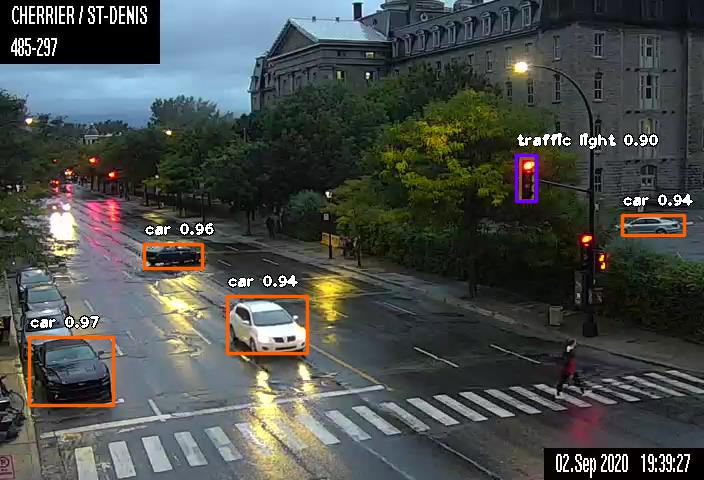 CHERRIER / ST-DENIS
485-297
traffic light 0.90
car 0.94
car 0.96
car 0.94
car 0.97
02.Sep 2020 19:39:27